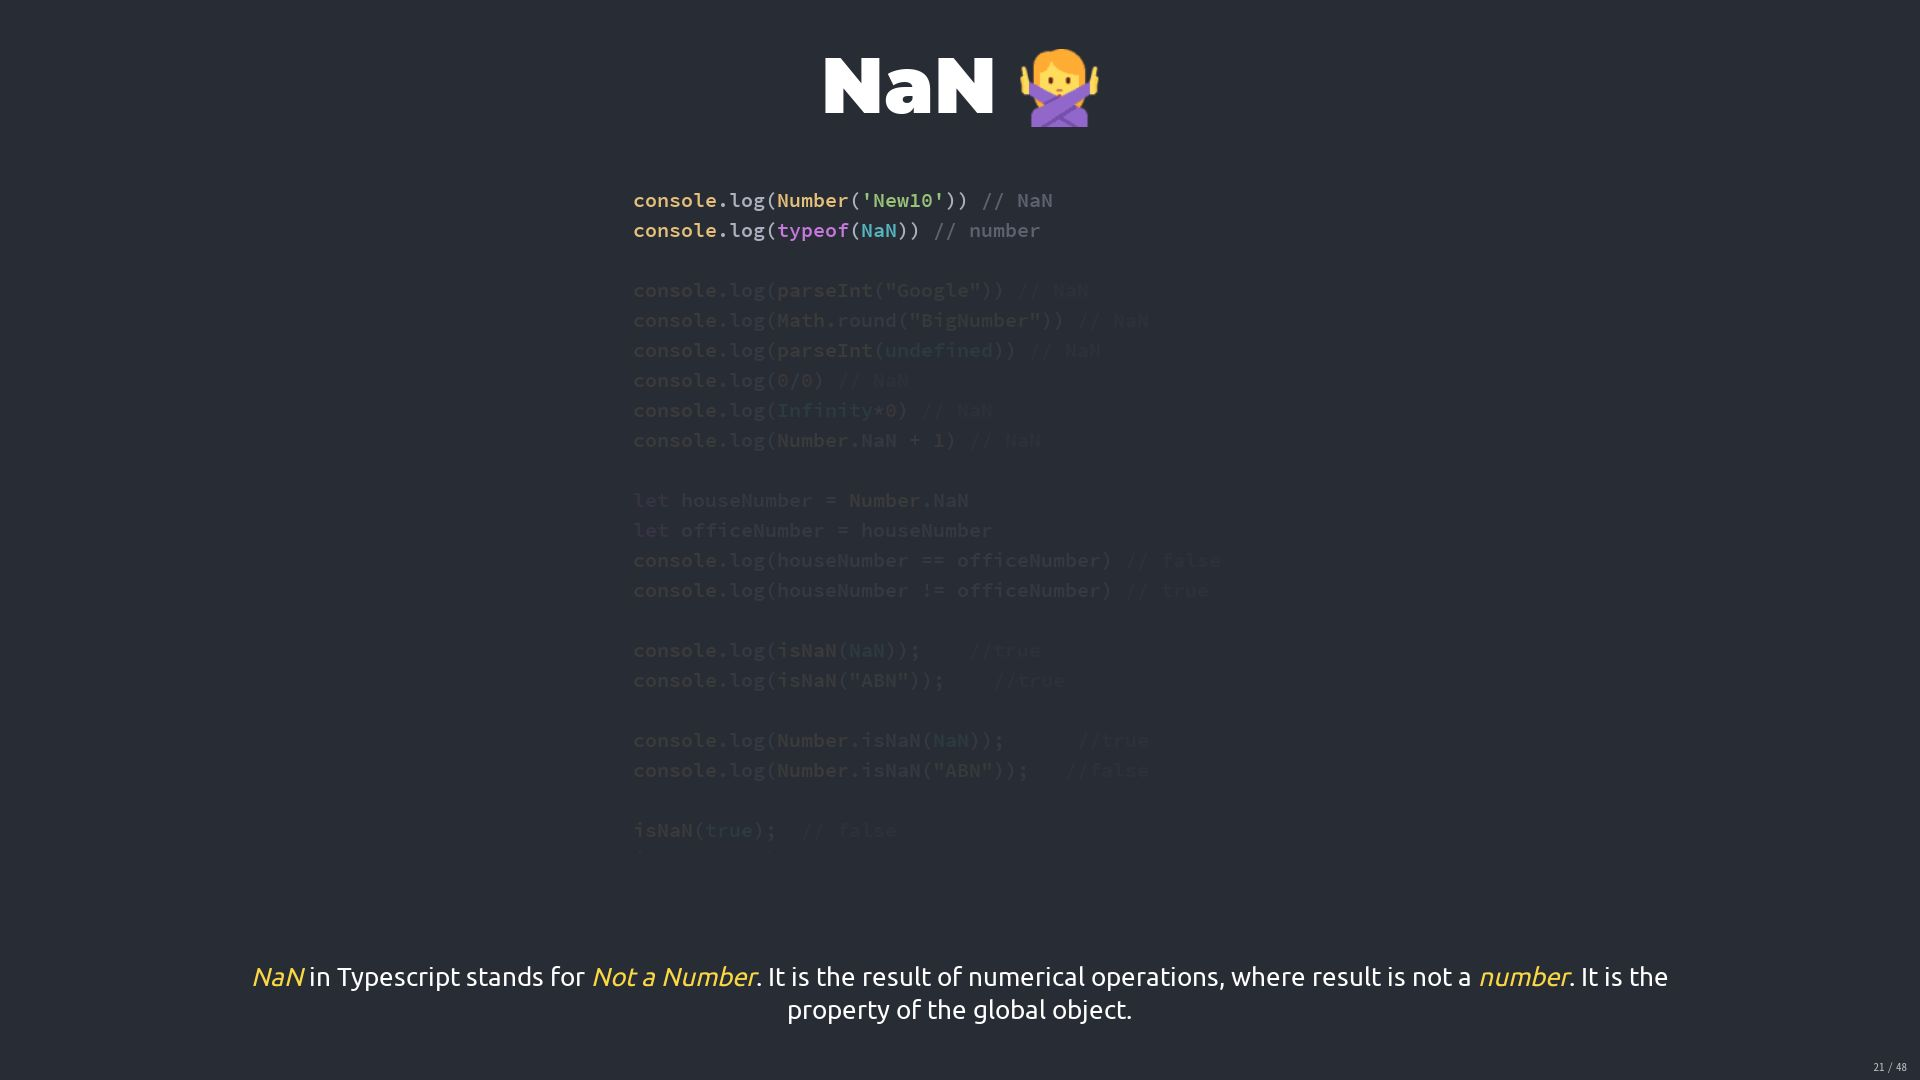 NaN 🙅
console.log(Number('New10')) // NaN
console.log(typeof(NaN)) // number
console.log(parseInt("Google")) // NaN
console.log(Math.round("BigNumber")) // NaN
console.log(parseInt(undefined)) // NaN
console.log(0/0) // NaN
console.log(Infinity*0) // NaN
console.log(Number.NaN + 1) // NaN
let houseNumber = Number.NaN
let officeNumber = houseNumber
console.log(houseNumber == officeNumber) // false
console.log(houseNumber != officeNumber) // true
console.log(isNaN(NaN));    //true
console.log(isNaN("ABN"));    //true
console.log(Number.isNaN(NaN));      //true
console.log(Number.isNaN("ABN"));   //false
isNaN(true);  // false
NaN in Typescript stands for Not a Number. It is the result of numerical operations, where result is not a number. It is the
property of the global object.
21 / 48